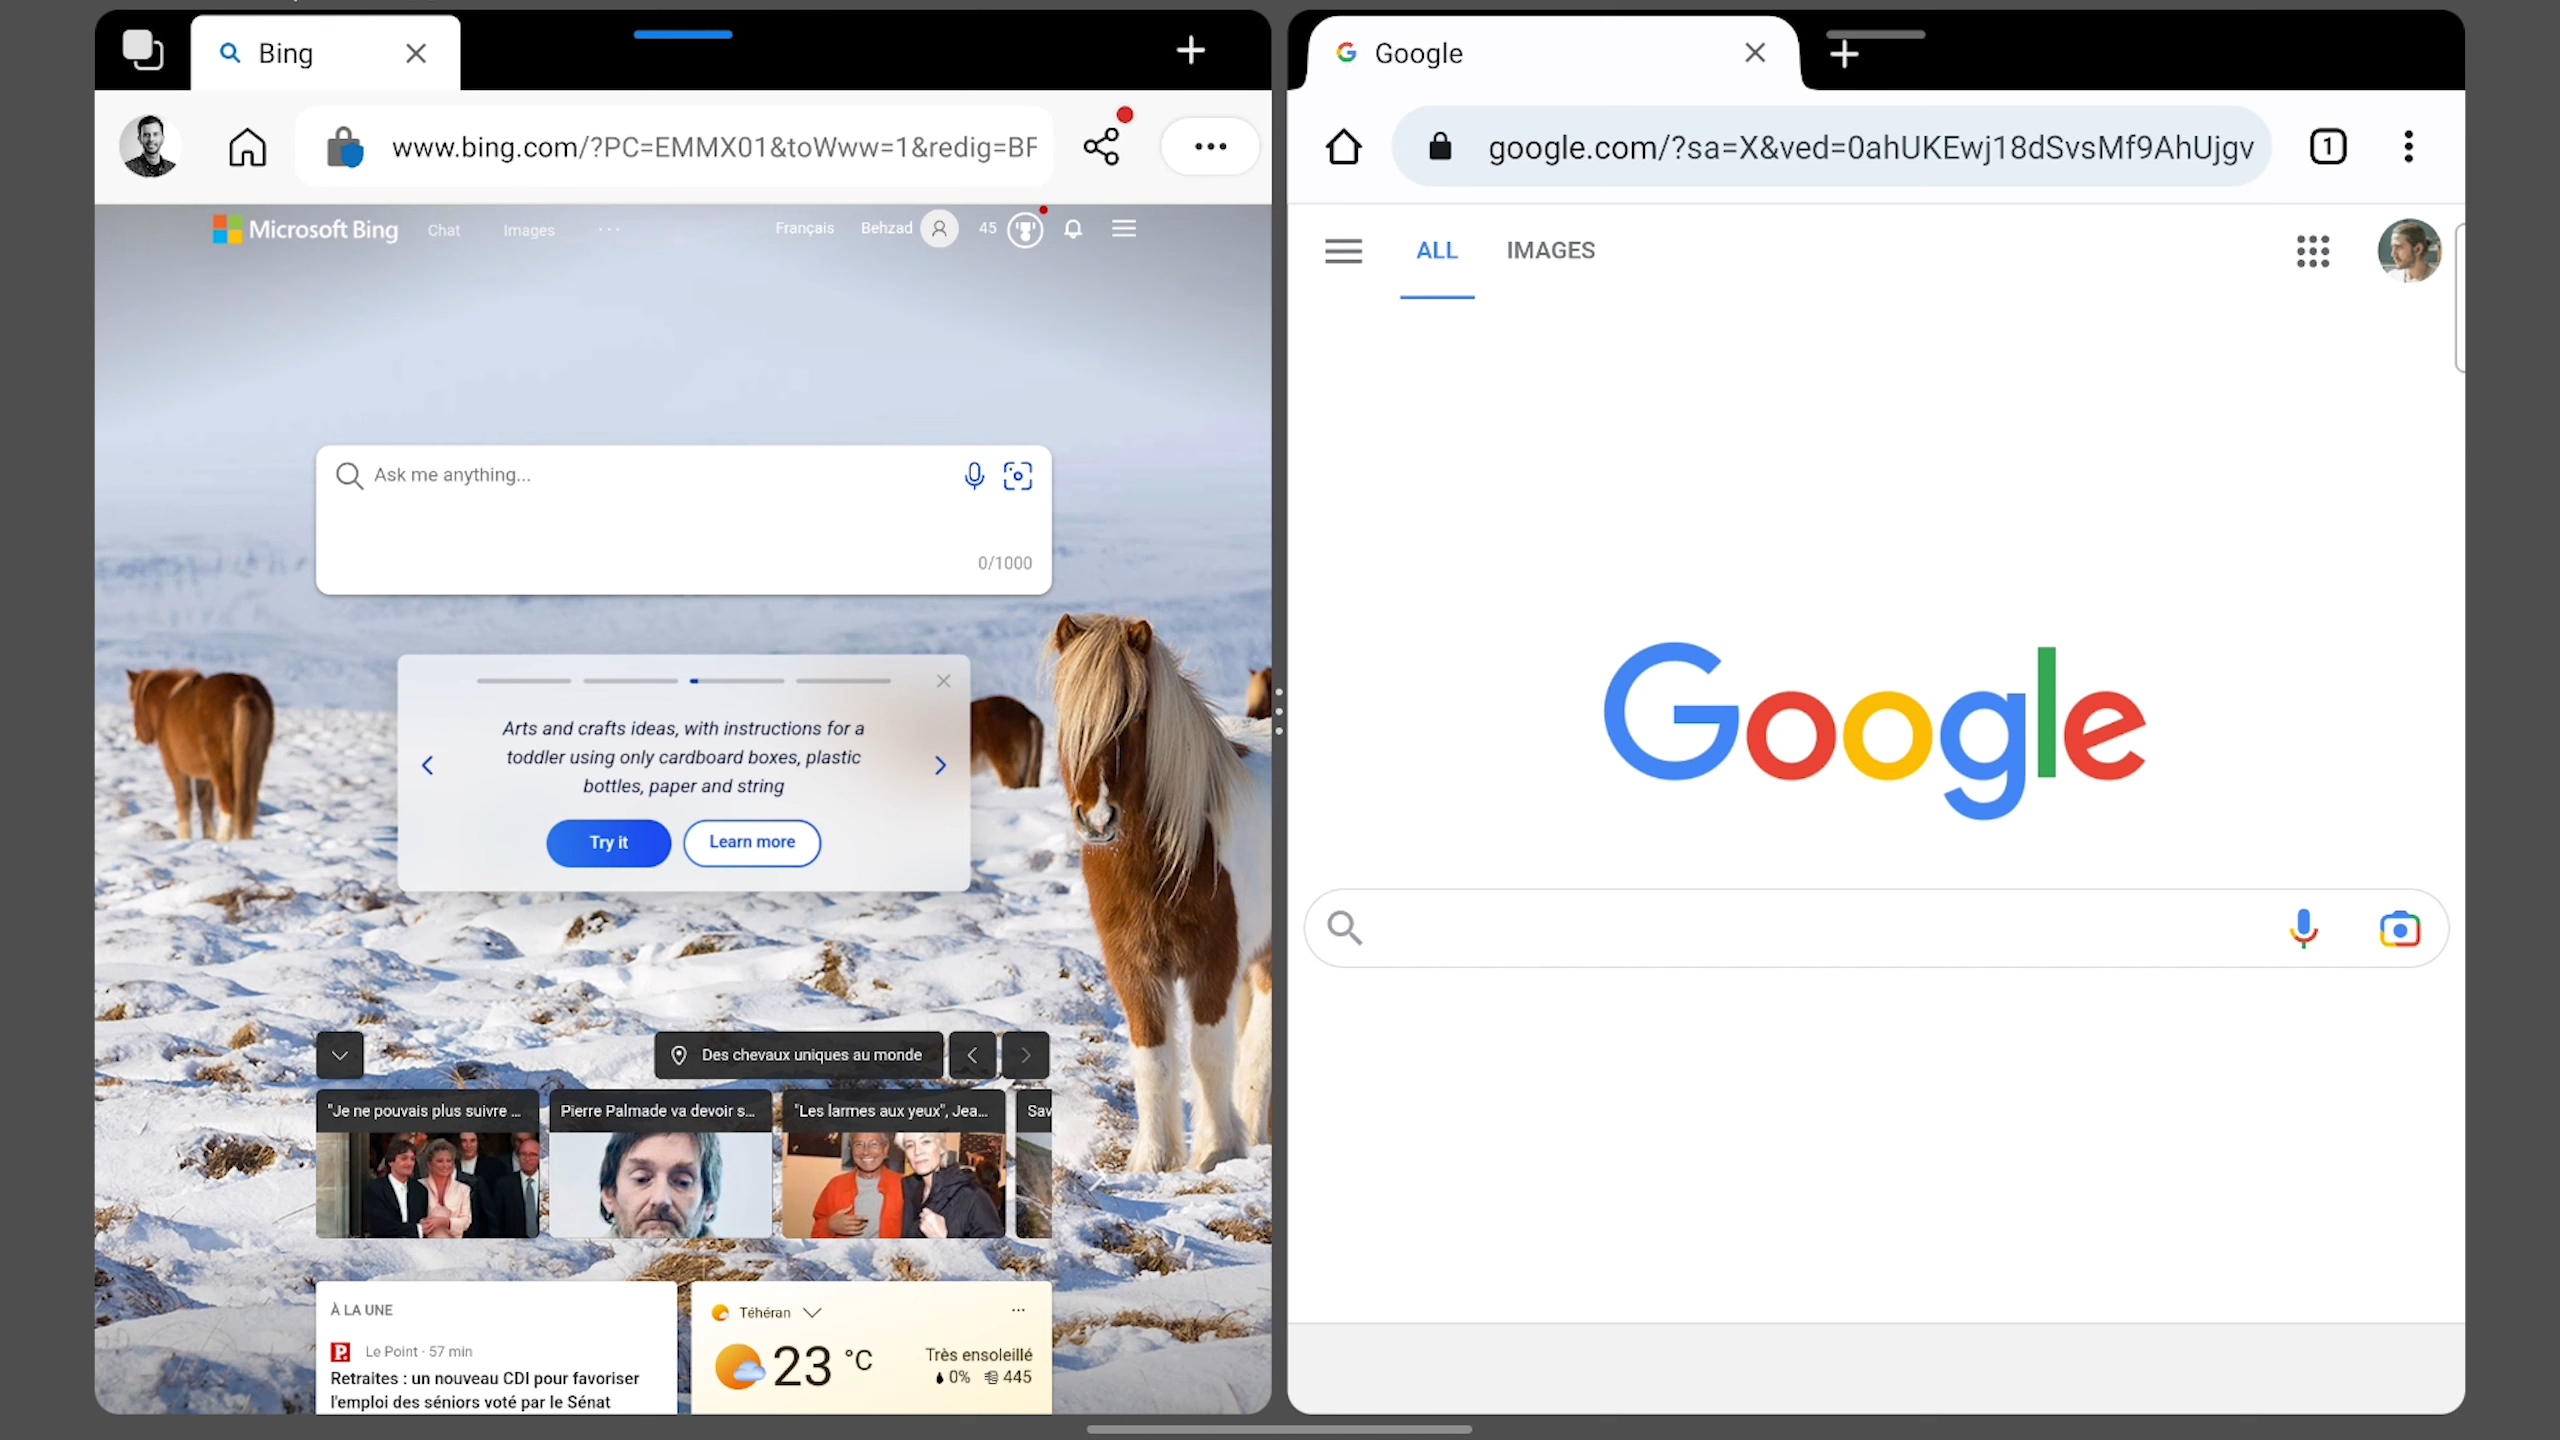 Bing
www.bing.com/?PC=EMMX01&toWww=1&redig=BF
Microsoft Bing Chat Images ... Français Behzad 45
Ask me anything...
0/1000
Arts and crafts ideas, with instructions for a
toddler using only cardboard boxes, plastic
bottles, paper and string
Try it Learn more
Des chevaux uniques au monde
"Je ne pouvais plus suivre ...
Pierre Palmade va devoir s...
"Les larmes aux yeux", Jea...
Sav
À LA UNE
P. Le Point · 57 min
Retraites : un nouveau CDI pour favoriser
l'emploi des séniors voté par le Sénat
Téhéran ...
23 °C
Très ensoleillé
0% 445
Google
google.com/?sa=X&ved=0ahUKEwj18dSvsMf9AhUjgv
1
ALL IMAGES
Google